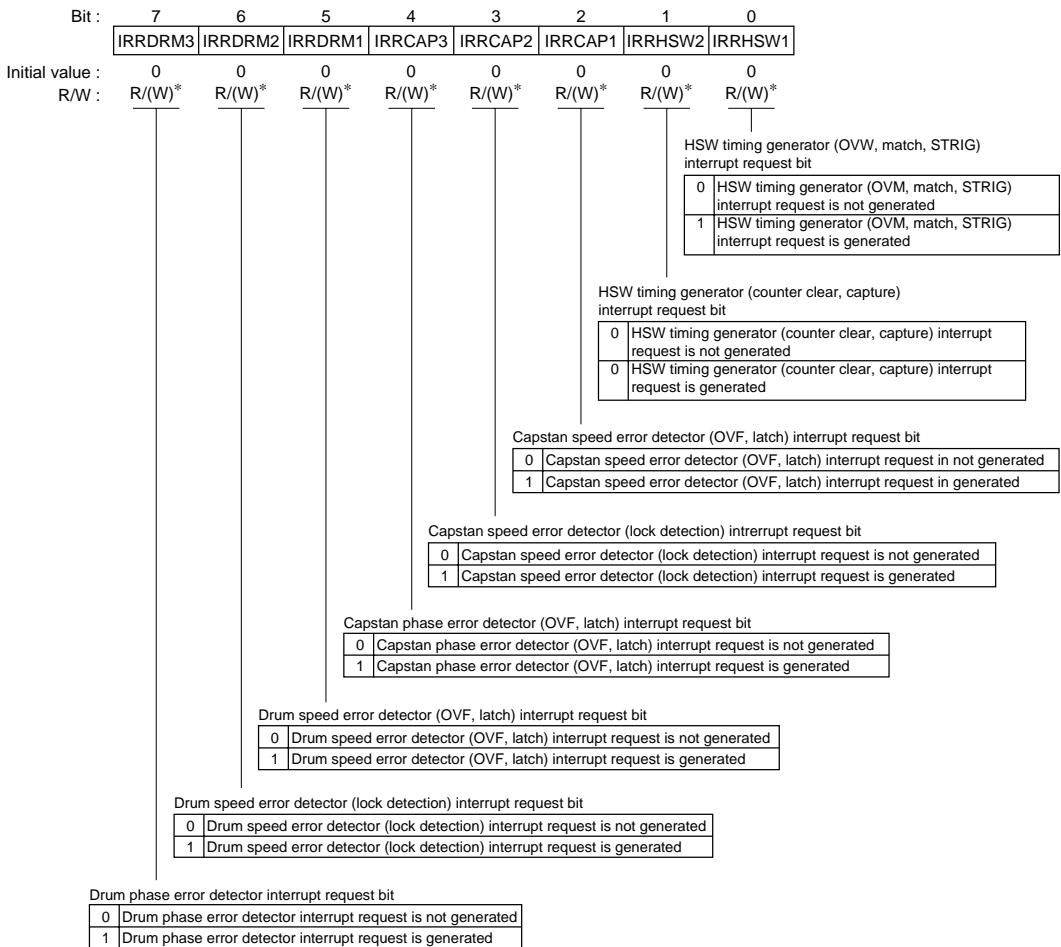 Bit : 7 6 5 4 3 2 1 0
IRRDRM3 IRRDRM2 IRRDRM1 IRRCAP3 IRRCAP2 IRRCAP1 IRRHSW2 IRRHSW1
Initial value : 0 0 0 0 0 0 0 0
R/W : R/(W)* R/(W)* R/(W)* R/(W)* R/(W)* R/(W)* R/(W)* R/(W)*
HSW timing generator (OVW, match, STRIG)
interrupt request bit
0 HSW timing generator (OVM, match, STRIG)
interrupt request is not generated
1 HSW timing generator (OVM, match, STRIG)
interrupt request is generated
HSW timing generator (counter clear, capture)
interrupt request bit
0 HSW timing generator (counter clear, capture) interrupt
request is not generated
0 HSW timing generator (counter clear, capture) interrupt
request is generated
Capstan speed error detector (OVF, latch) interrupt request bit
0 Capstan speed error detector (OVF, latch) interrupt request in not generated
1 Capstan speed error detector (OVF, latch) interrupt request in generated
Capstan speed error detector (lock detection) intrerrupt request bit
0 Capstan speed error detector (lock detection) interrupt request is not generated
1 Capstan speed error detector (lock detection) interrupt request is generated
Capstan phase error detector (OVF, latch) interrupt request bit
0 Capstan phase error detector (OVF, latch) interrupt request is not generated
1 Capstan phase error detector (OVF, latch) interrupt request is generated
Drum speed error detector (OVF, latch) interrupt request bit
0 Drum speed error detector (OVF, latch) interrupt request is not generated
1 Drum speed error detector (OVF, latch) interrupt request is generated
Drum speed error detector (lock detection) interrupt request bit
0 Drum speed error detector (lock detection) interrupt request is not generated
1 Drum speed error detector (lock detection) interrupt request is generated
Drum phase error detector interrupt request bit
0 Drum phase error detector interrupt request is not generated
1 Drum phase error detector interrupt request is generated